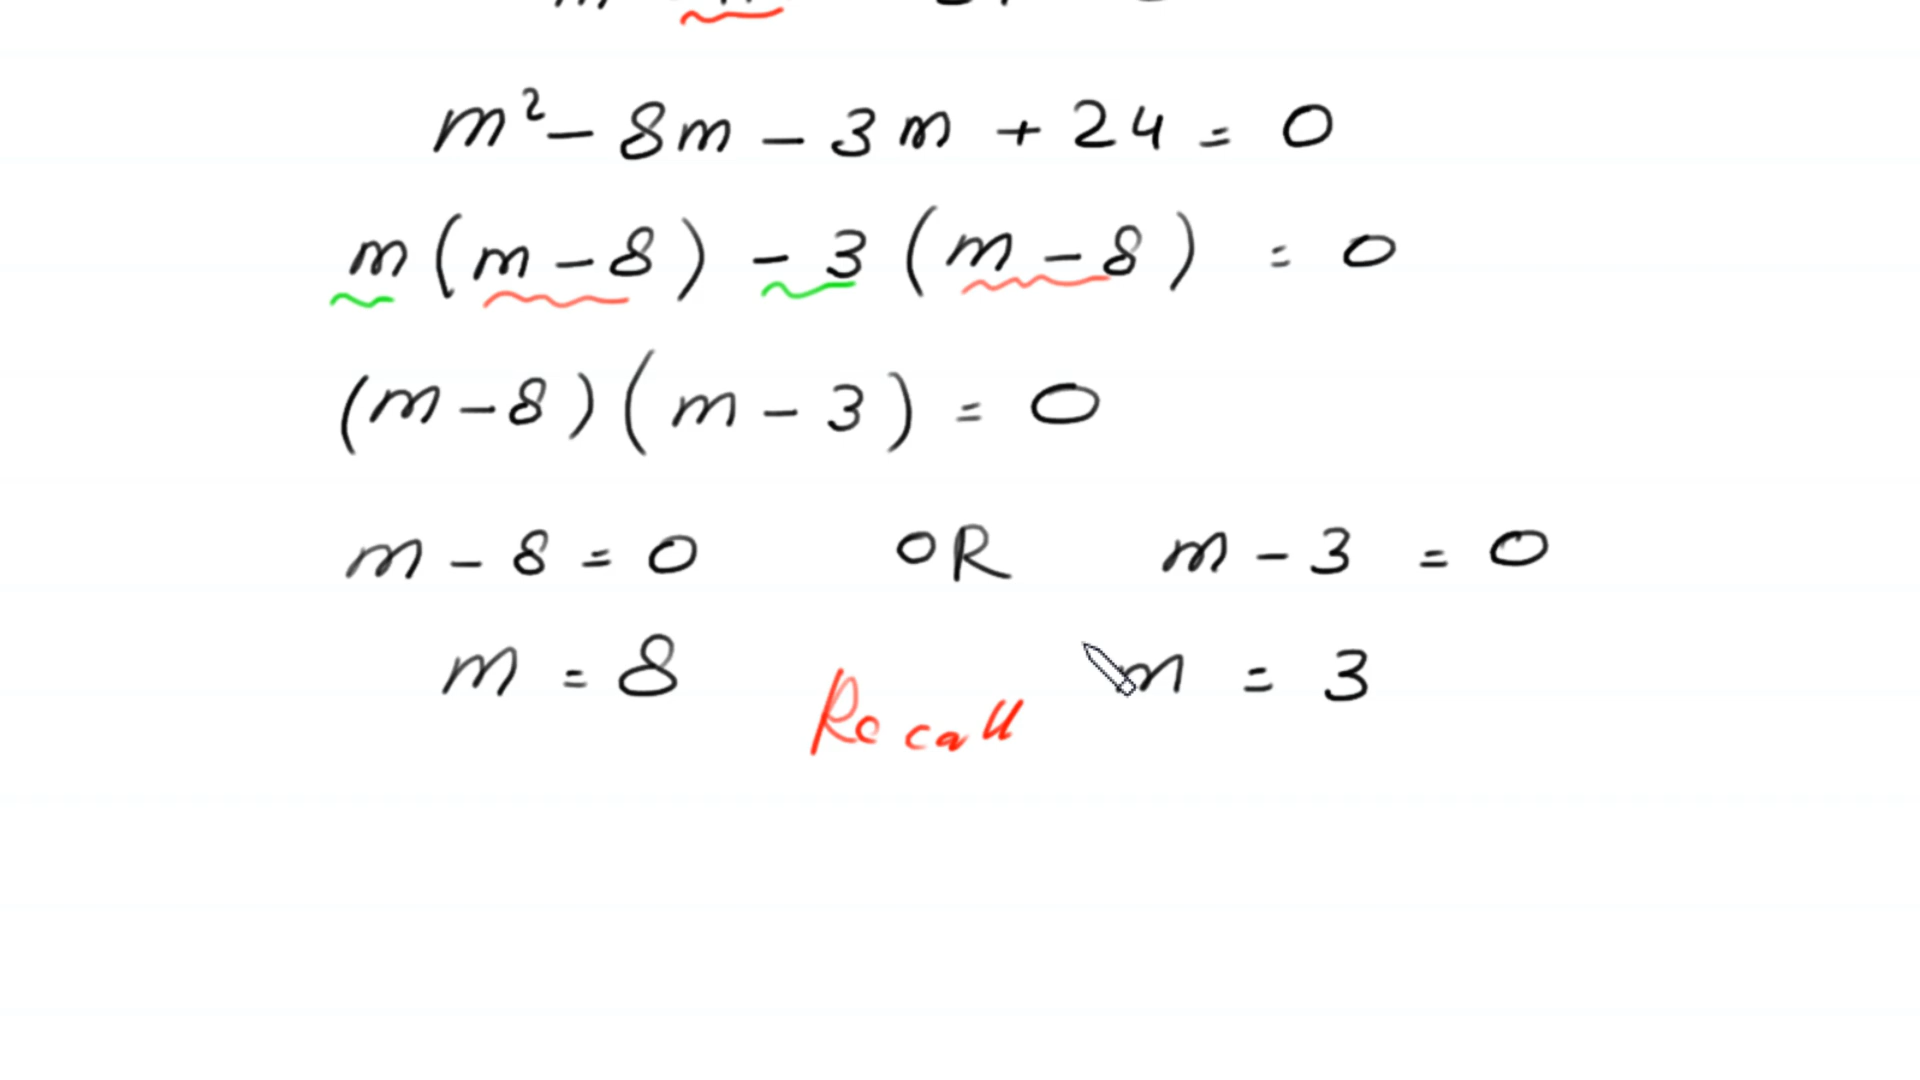 m² - 8m - 3m + 24 = 0
m(m-8) - 3(m-8) = 0
(m-8)(m-3) = 0
m - 8 = 0 OR m - 3 = 0
m = 8 m = 3
Recall